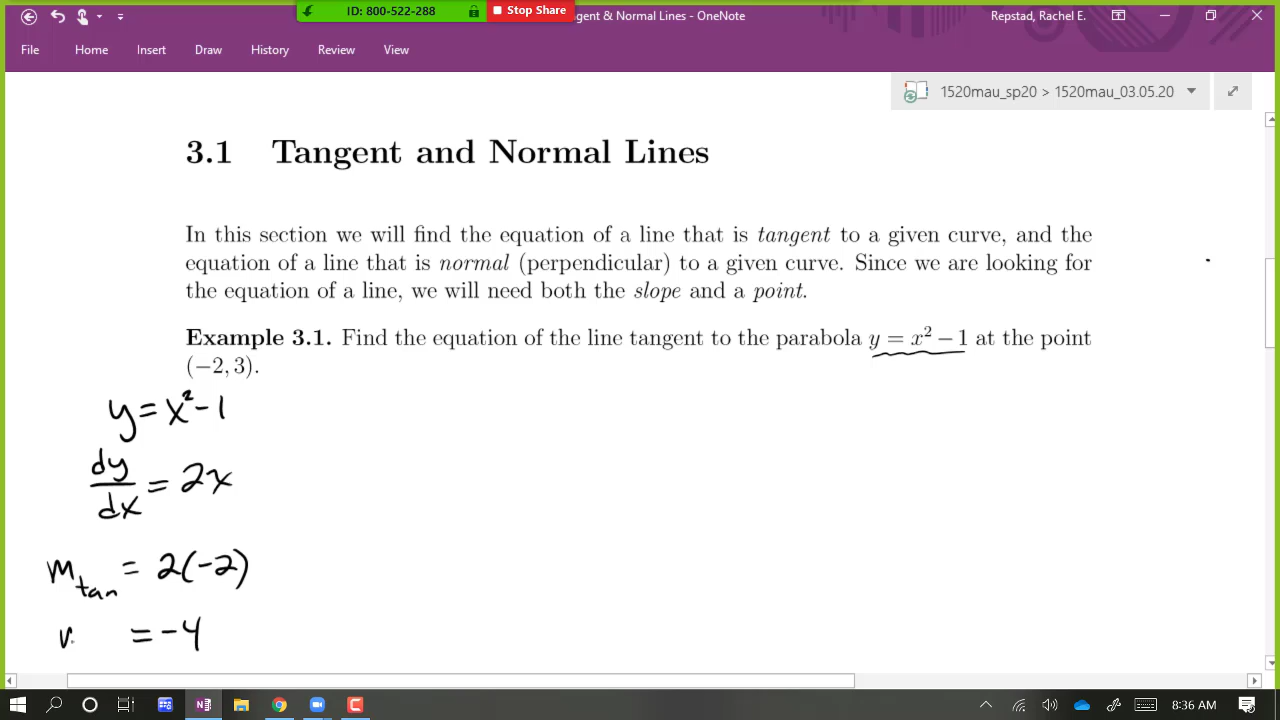 ID: 800-522-288 Stop Share
gent & Normal Lines - OneNote
Repstad, Rachel E.
File Home Insert Draw History Review View
1520mau_sp20 > 1520mau_03.05.20
3.1 Tangent and Normal Lines
In this section we will find the equation of a line that is tangent to a given curve, and the
equation of a line that is normal (perpendicular) to a given curve. Since we are looking for
the equation of a line, we will need both the slope and a point.
Example 3.1. Find the equation of the line tangent to the parabola y = x² − 1 at the point
(−2, 3).
y = x² - 1
dy/dx = 2x
m_tan = 2(-2)
= -4
8:36 AM